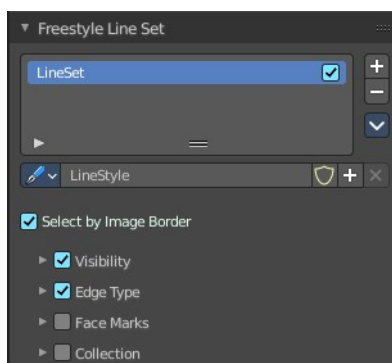 Freestyle Line Set
LineSet
LineStyle
Select by Image Border
Visibility
Edge Type
Face Marks
Collection